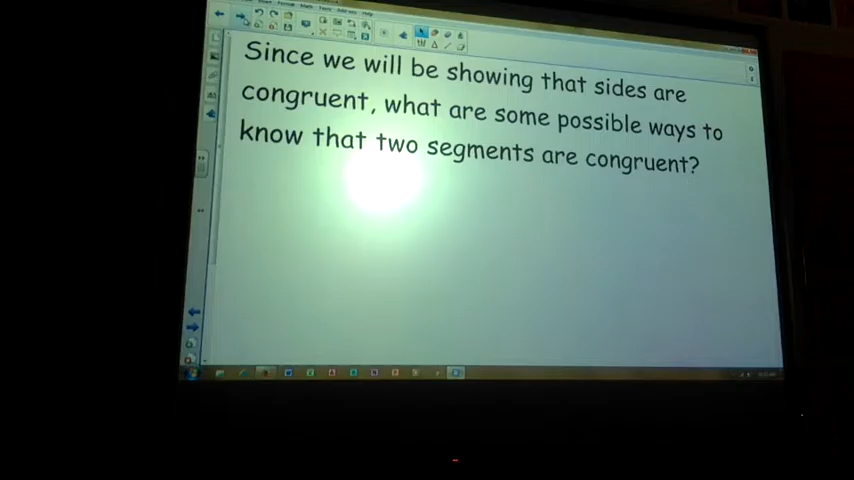 Since we will be showing that sides are
congruent, what are some possible ways to
know that two segments are congruent?